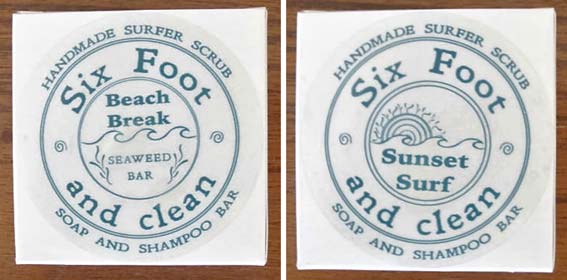 HANDMADE SURFER SCRUB
Six Foot
Beach
Break
SEAWEED
BAR
and clean
SOAP AND SHAMPOO BAR
HANDMADE SURFER SCRUB
Six Foot
Sunset
Surf
and clean
SOAP AND SHAMPOO BAR